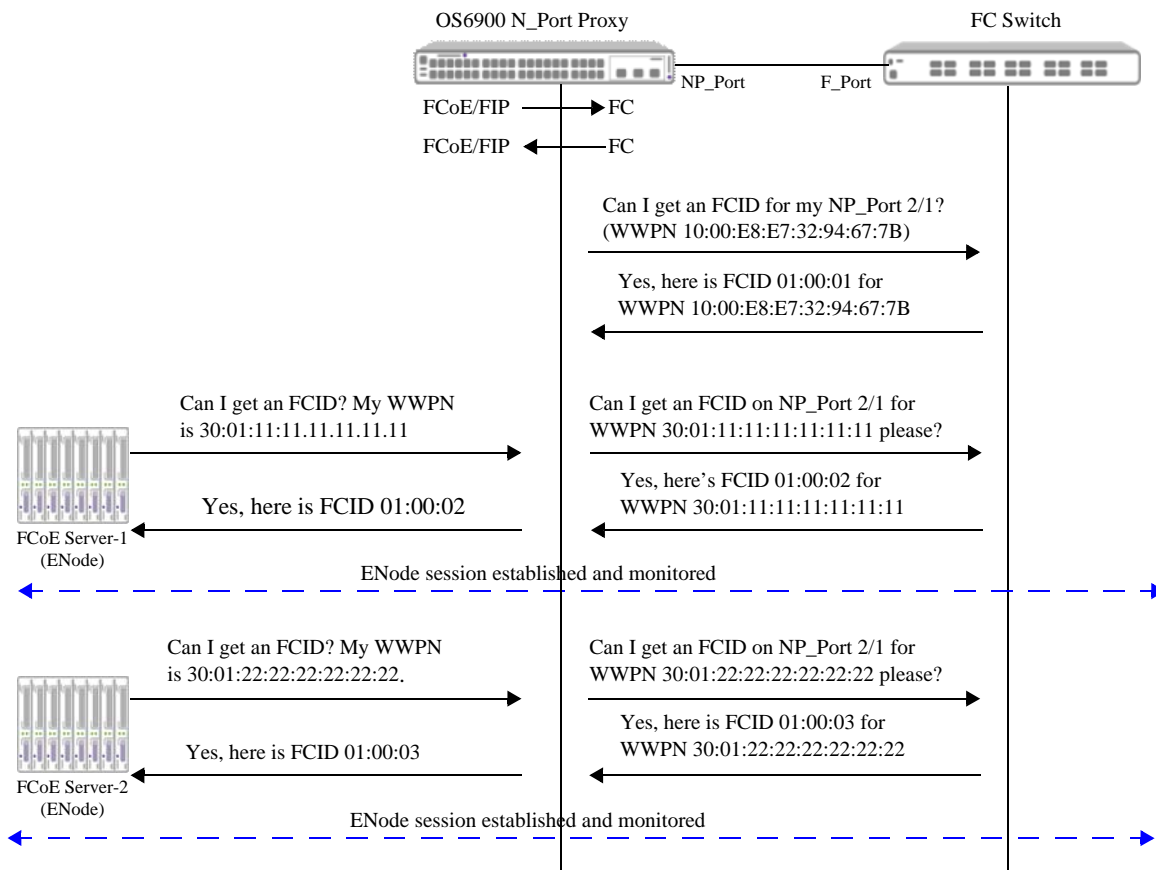 OS6900 N_Port Proxy
FC Switch
NP_Port
F_Port
FCoE/FIP
FC
FCoE/FIP
FC
Can I get an FCID for my NP_Port 2/1?
(WWPN 10:00:E8:E7:32:94:67:7B)
Yes, here is FCID 01:00:01 for
WWPN 10:00:E8:E7:32:94:67:7B
Can I get an FCID? My WWPN
is 30:01:11:11.11.11.11.11
Can I get an FCID on NP_Port 2/1 for
WWPN 30:01:11:11:11:11:11:11 please?
Yes, here is FCID 01:00:02
Yes, here’s FCID 01:00:02 for
WWPN 30:01:11:11:11:11:11:11
FCoE Server-1
(ENode)
ENode session established and monitored
Can I get an FCID? My WWPN
is 30:01:22:22:22:22:22:22.
Can I get an FCID on NP_Port 2/1 for
WWPN 30:01:22:22:22:22:22:22 please?
Yes, here is FCID 01:00:03
Yes, here is FCID 01:00:03 for
WWPN 30:01:22:22:22:22:22:22
FCoE Server-2
(ENode)
ENode session established and monitored